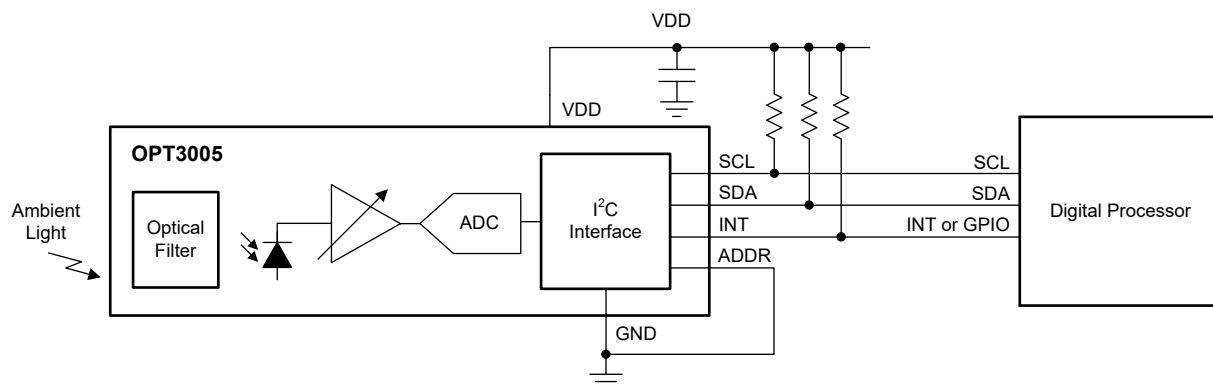 VDD
VDD
OPT3005
Ambient
Light
Optical
Filter
ADC
I²C
Interface
SCL
SDA
INT
ADDR
GND
SCL
SDA
INT or GPIO
Digital Processor